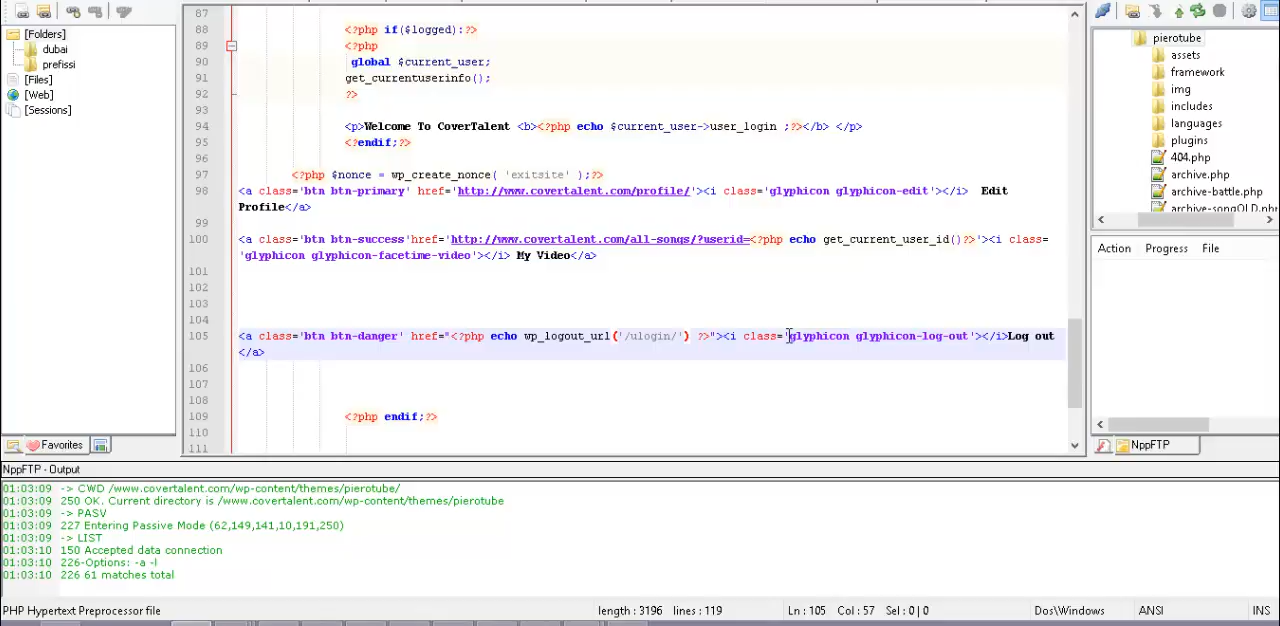 [Folders]
dubai
prefissi
[Files]
[Web]
[Sessions]
Favorites
87
88 <?php if($logged):?>
89 <?php
90 global $current_user;
91 get_currentuserinfo();
92 ?>
93
94 <p>Welcome To CoverTalent <b><?php echo $current_user->user_login ;?></b> </p>
95 <?endif;?>
96
97 <?php $nonce = wp_create_nonce( 'exitsite' );?>
98 <a class='btn btn-primary' href='http://www.covertalent.com/profile/'><i class='glyphicon glyphicon-edit'></i> Edit
Profile</a>
99
100 <a class='btn btn-success'href='http://www.covertalent.com/all-songs/?userid=<?php echo get_current_user_id()?>'><i class=
'glyphicon glyphicon-facetime-video'></i> My Video</a>
101
102
103
104
105 <a class='btn btn-danger' href="<?php echo wp_logout_url('/ulogin/') ?>"><i class='glyphicon glyphicon-log-out'></i>Log out
</a>
106
107
108
109 <?php endif;?>
110
111
pierotube
assets
framework
img
includes
languages
plugins
404.php
archive.php
archive-battle.php
archive-songOLD.php
Action Progress File
NppFTP
NppFTP - Output
01:03:09 -> CWD /www.covertalent.com/wp-content/themes/pierotube/
01:03:09 250 OK. Current directory is /www.covertalent.com/wp-content/themes/pierotube
01:03:09 -> PASV
01:03:09 227 Entering Passive Mode (62,149,141,10,191,250)
01:03:09 -> LIST
01:03:10 150 Accepted data connection
01:03:10 226-Options: -a -l
01:03:10 226 61 matches total
PHP Hypertext Preprocessor file length : 3196 lines : 119 Ln : 105 Col : 57 Sel : 0 | 0 Dos\Windows ANSI INS